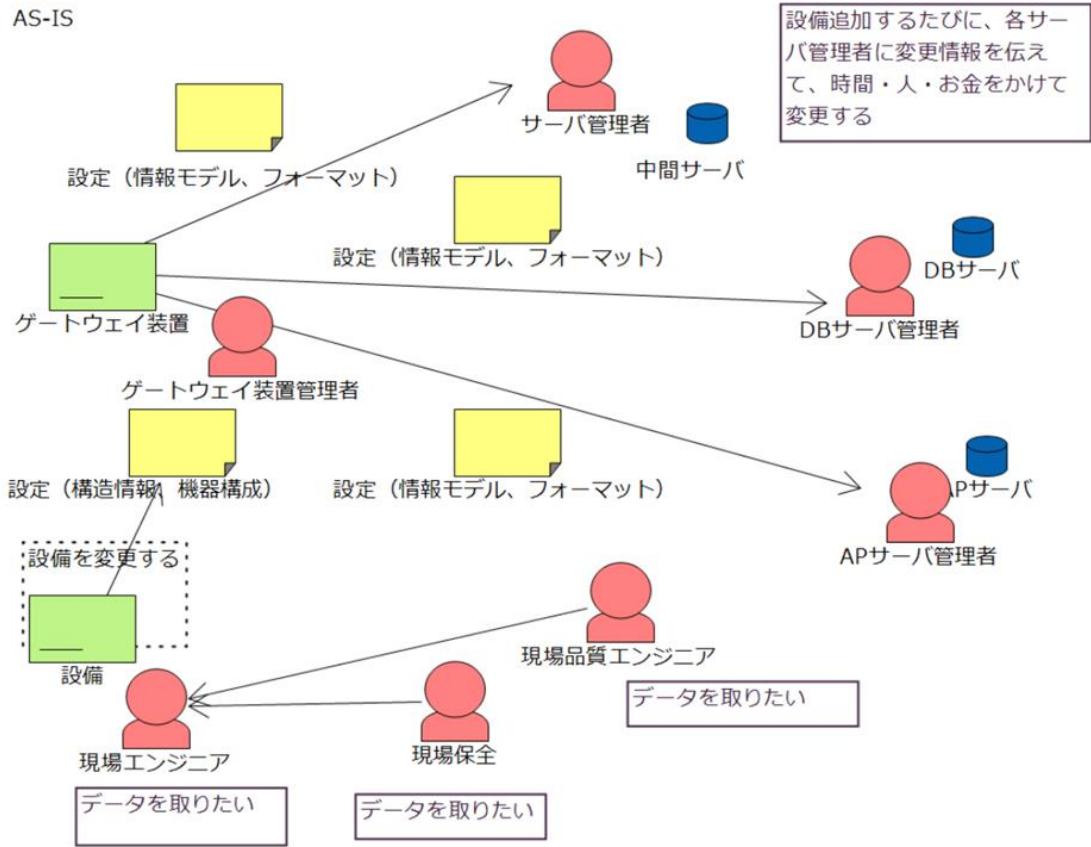 AS-IS
設備追加するたびに、各サー
バ管理者に変更情報を伝え
て、時間・人・お金をかけて
変更する
サーバ管理者
中間サーバ
設定（情報モデル、フォーマット）
設定（情報モデル、フォーマット）
DBサーバ
ゲートウェイ装置
DBサーバ管理者
ゲートウェイ装置管理者
設定（構造情報、機器構成）
設定（情報モデル、フォーマット）
APサーバ
APサーバ管理者
設備を変更する
設備
現場品質エンジニア
データを取りたい
現場エンジニア
現場保全
データを取りたい
データを取りたい